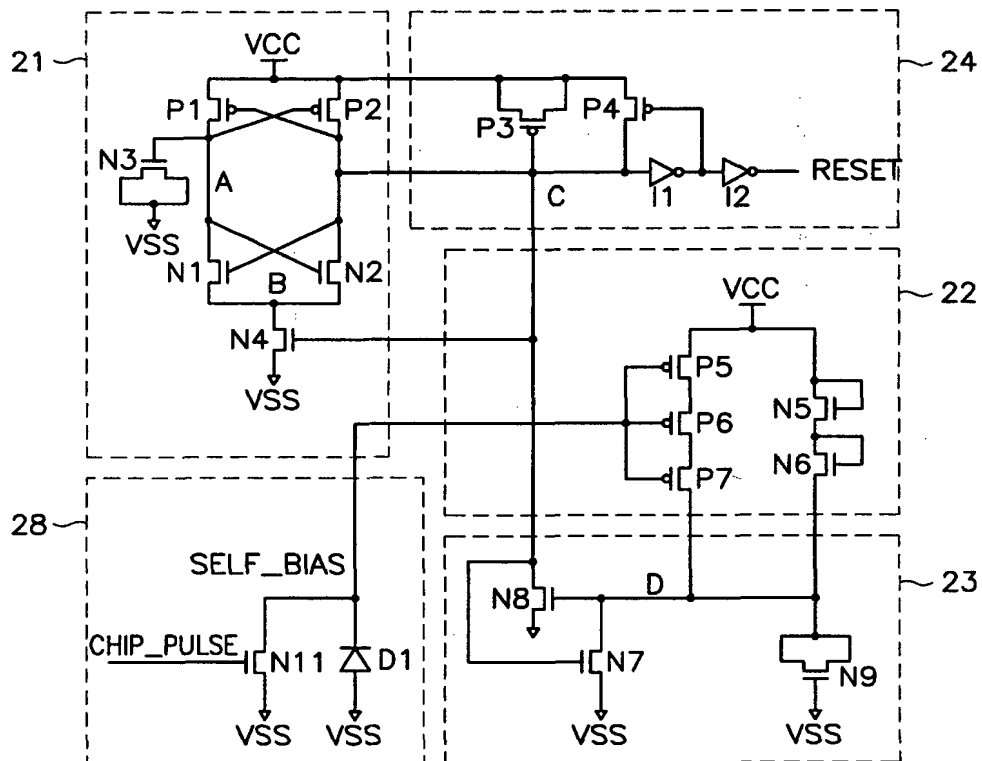 21
VCC
P1
P2
N3
A
VSS
N1
B
N2
N4
VSS
24
P3
P4
C
I1
I2
RESET
22
VCC
P5
P6
P7
N5
N6
28
SELF_BIAS
CHIP_PULSE
N11
D1
VSS
VSS
23
N8
D
N7
N9
VSS
VSS